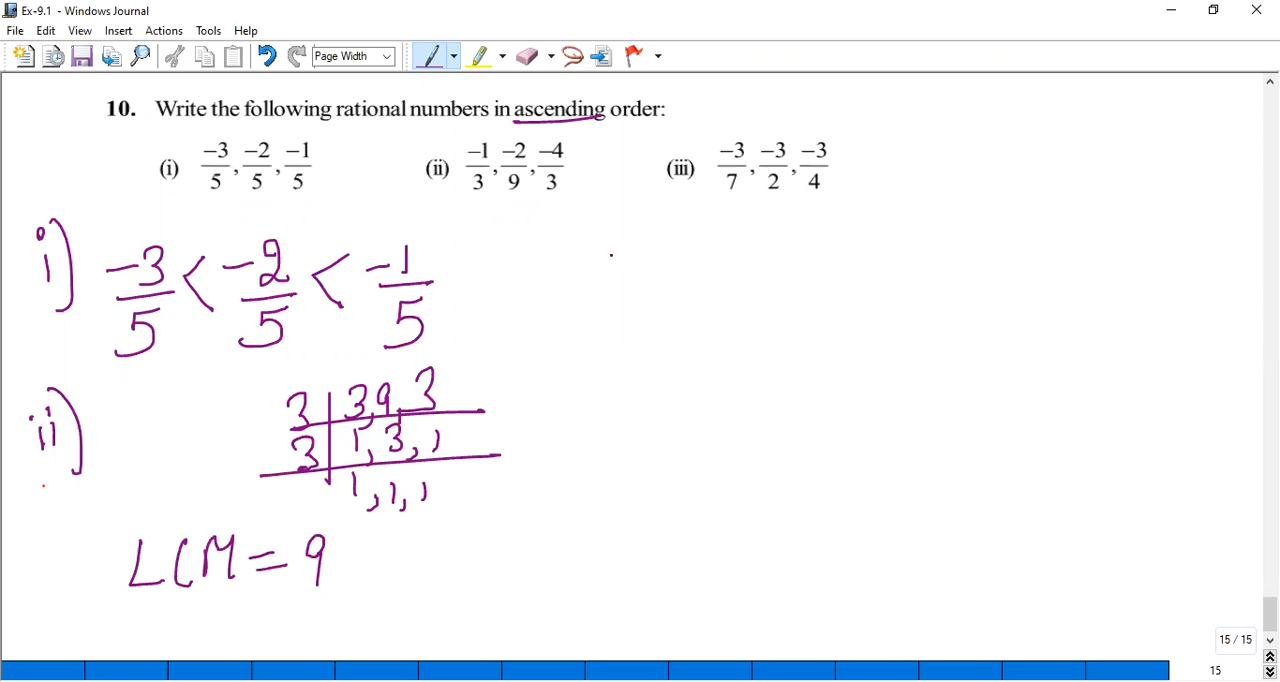 Ex-9.1 - Windows Journal
File Edit View Insert Actions Tools Help
Page Width
10. Write the following rational numbers in ascending order:
(i) -3/5, -2/5, -1/5 (ii) -1/3, -2/9, -4/3 (iii) -3/7, -3/2, -3/4
i) -3/5 < -2/5 < -1/5
ii) 3 | 3, 9, 3
3 | 1, 3, 1
1, 1, 1
LCM = 9
15 / 15
15